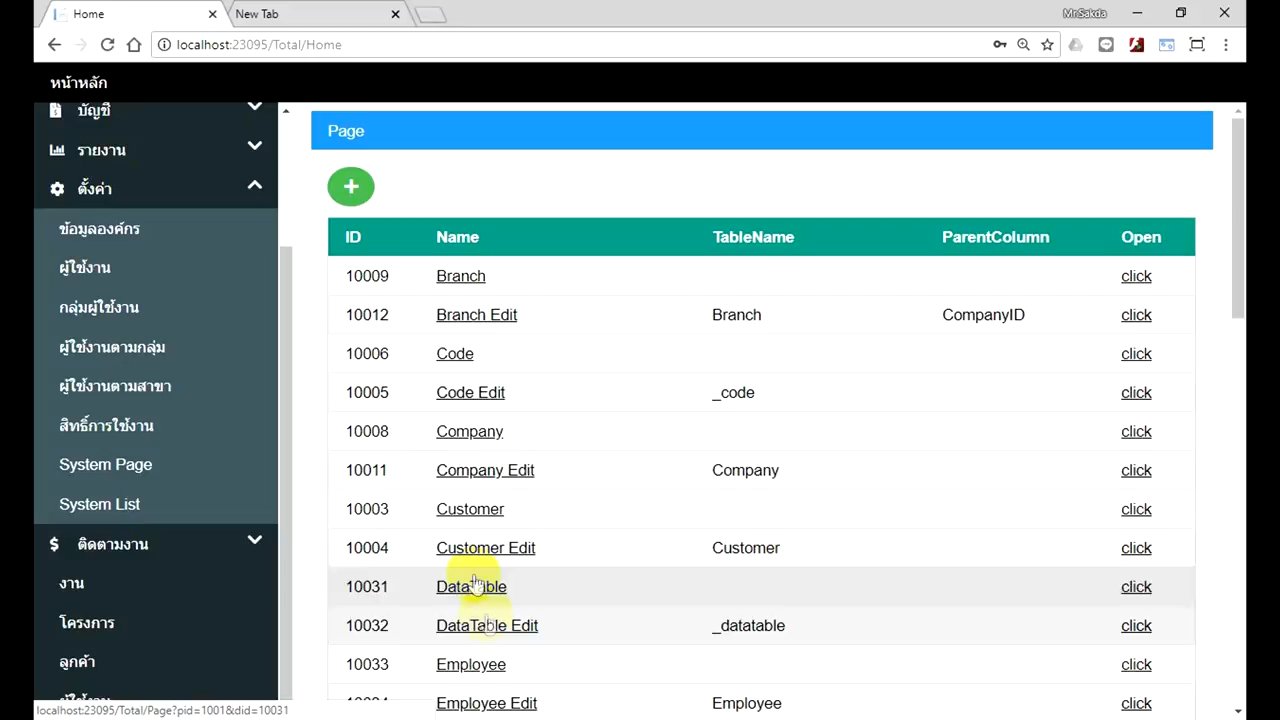 Home
New Tab
MrSakda
localhost:23095/Total/Home
หน้าหลัก
บัญชี
รายงาน
ตั้งค่า
ข้อมูลองค์กร
ผู้ใช้งาน
กลุ่มผู้ใช้งาน
ผู้ใช้งานตามกลุ่ม
ผู้ใช้งานตามสาขา
สิทธิ์การใช้งาน
System Page
System List
ติดตามงาน
งาน
โครงการ
ลูกค้า
Page
ID Name TableName ParentColumn Open
10009 Branch click
10012 Branch Edit Branch CompanyID click
10006 Code click
10005 Code Edit _code click
10008 Company click
10011 Company Edit Company click
10003 Customer click
10004 Customer Edit Customer click
10031 DataTable click
10032 DataTable Edit _datatable click
10033 Employee click
Employee Edit Employee click
localhost:23095/Total/Page?pid=1001&did=10031